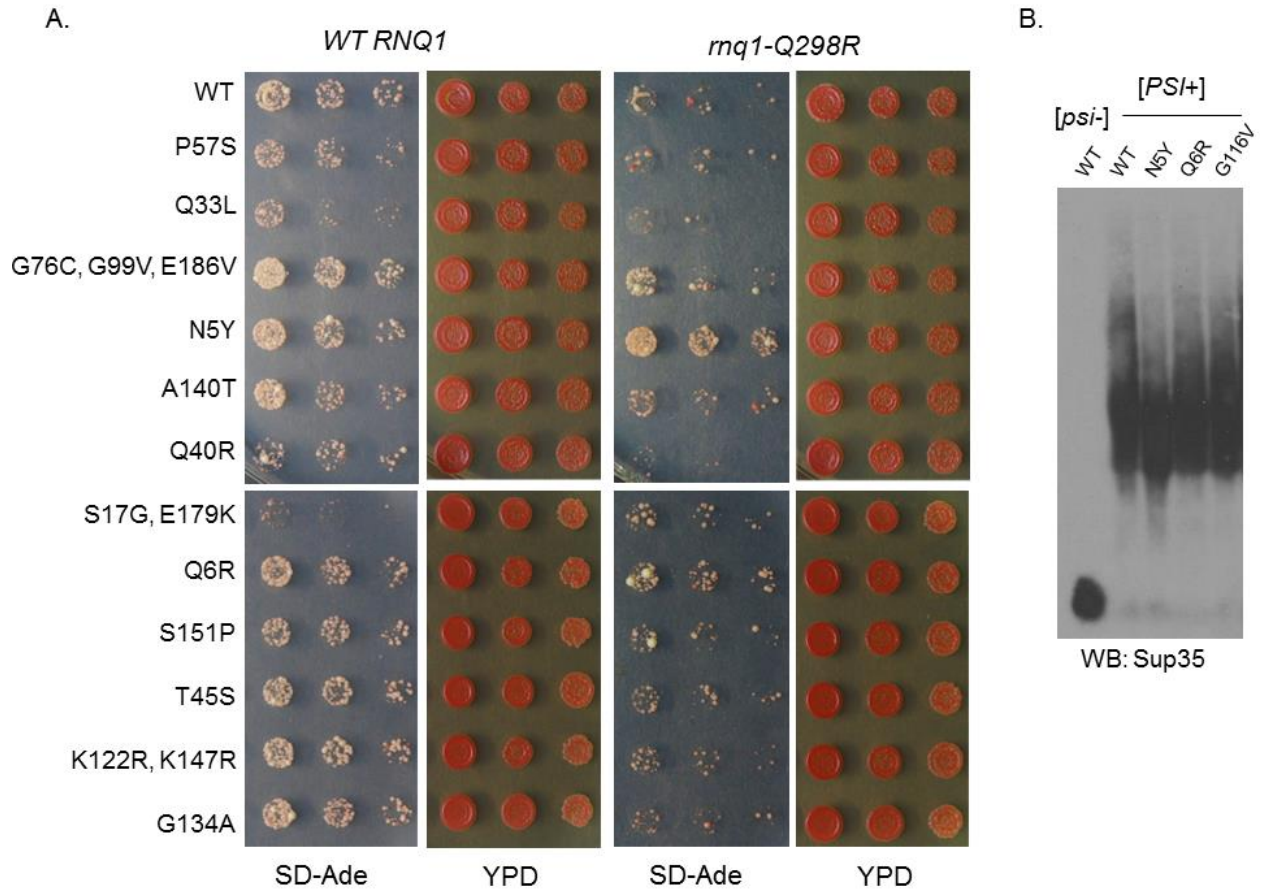 A.
WT RNQ1
rnq1-Q298R
WT
P57S
Q33L
G76C, G99V, E186V
N5Y
A140T
Q40R
S17G, E179K
Q6R
S151P
T45S
K122R, K147R
G134A
SD-Ade
YPD
SD-Ade
YPD
B.
[PSI+]
[psi-]
WT
WT
N5Y
Q6R
G116V
WB: Sup35